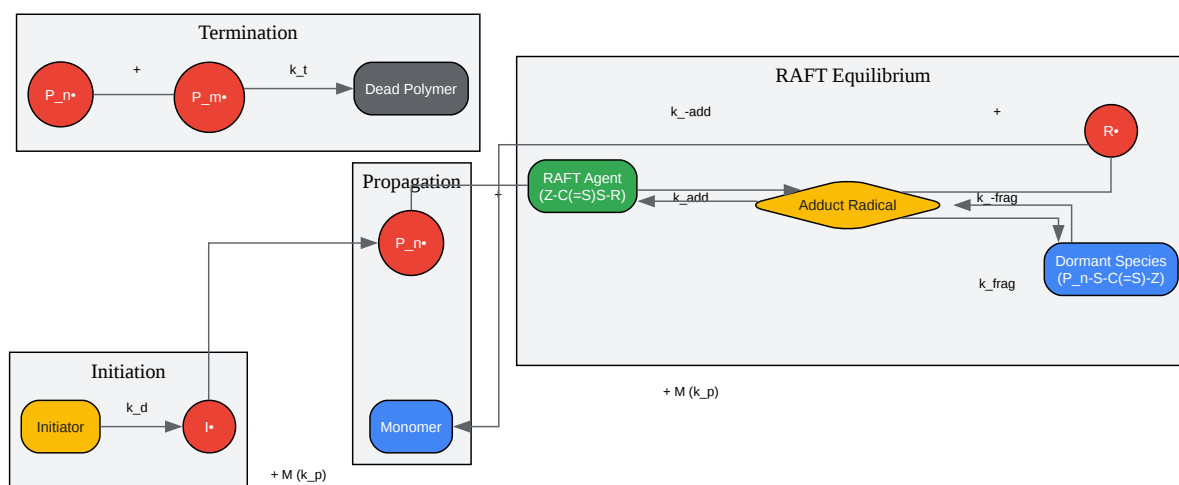 Termination
P_n•
+
P_m•
k_t
Dead Polymer
RAFT Equilibrium
k_-add
+
R•
Propagation
RAFT Agent
(Z-C(=S)S-R)
+
k_add
Adduct Radical
k_-frag
P_n•
Dormant Species
(P_n-S-C(=S)-Z)
k_frag
Initiation
k_d
Initiator
I•
Monomer
+ M (k_p)
+ M (k_p)